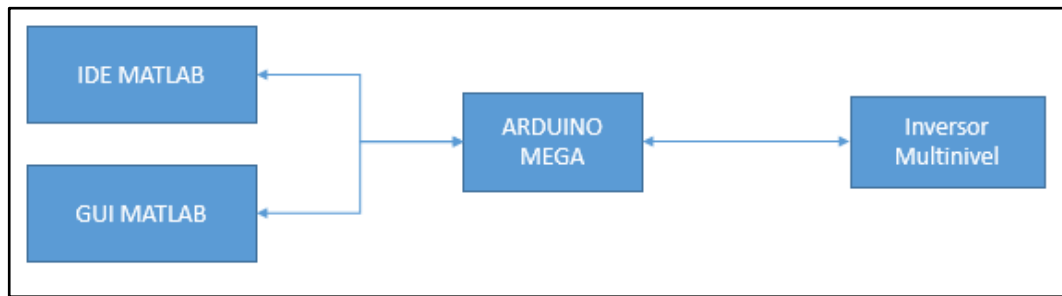 IDE MATLAB
GUI MATLAB
ARDUINO
MEGA
Inversor
Multinivel